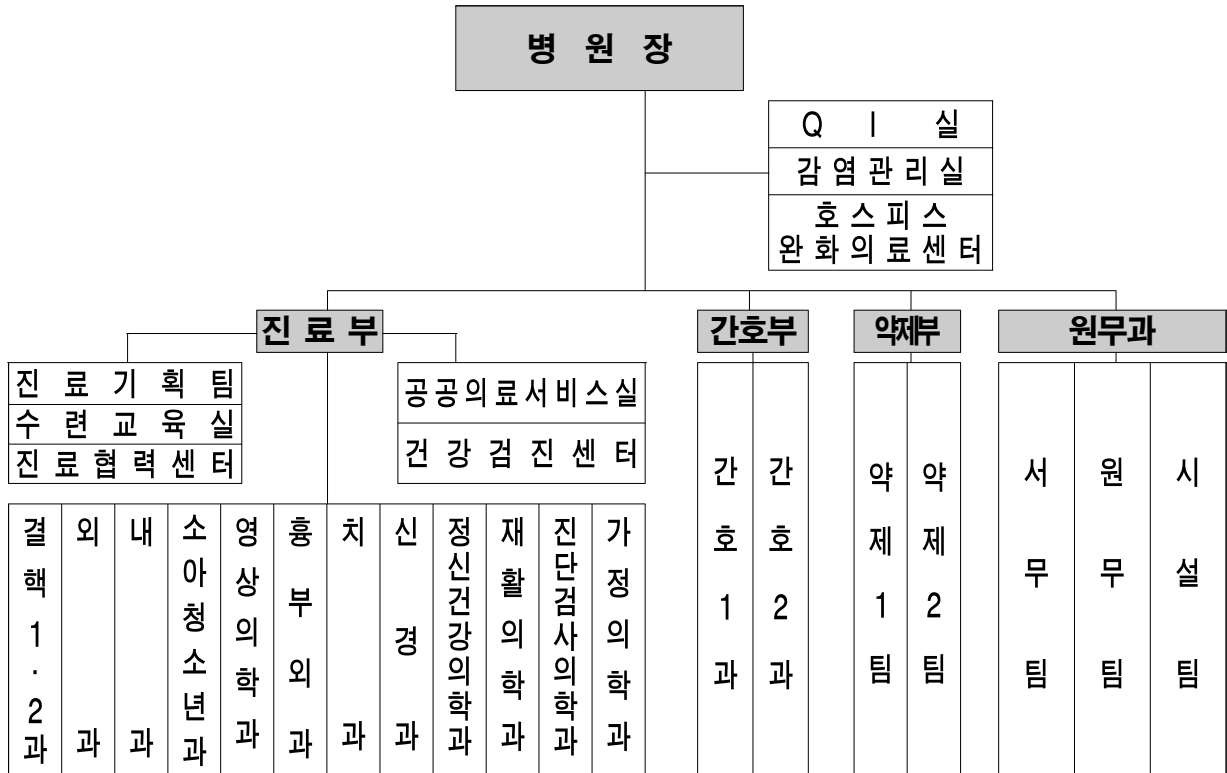 병 원 장
Q I 실
감염관리실
호스피스
완화의료센터
진료부
간호부
약제부
원무과
진료기획팀
수련교육실
진료협력센터
공공의료서비스실
건강검진센터
결핵1·2과
외과
내과
소아청소년과
영상의학과
흉부외과
치과
신경과
정신건강의학과
재활의학과
진단검사의학과
가정의학과
간호1과
간호2과
약제1팀
약제2팀
서무팀
원무팀
시설팀